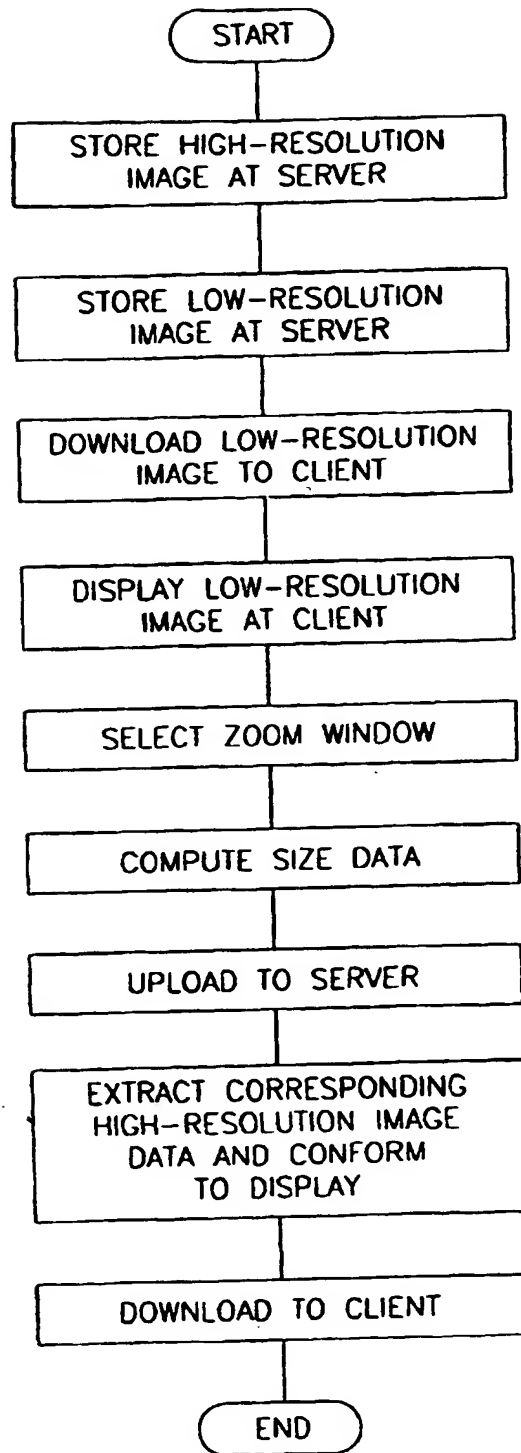 START
STORE HIGH-RESOLUTION
IMAGE AT SERVER
STORE LOW-RESOLUTION
IMAGE AT SERVER
DOWNLOAD LOW-RESOLUTION
IMAGE TO CLIENT
DISPLAY LOW-RESOLUTION
IMAGE AT CLIENT
SELECT ZOOM WINDOW
COMPUTE SIZE DATA
UPLOAD TO SERVER
EXTRACT CORRESPONDING
HIGH-RESOLUTION IMAGE
DATA AND CONFORM
TO DISPLAY
DOWNLOAD TO CLIENT
END